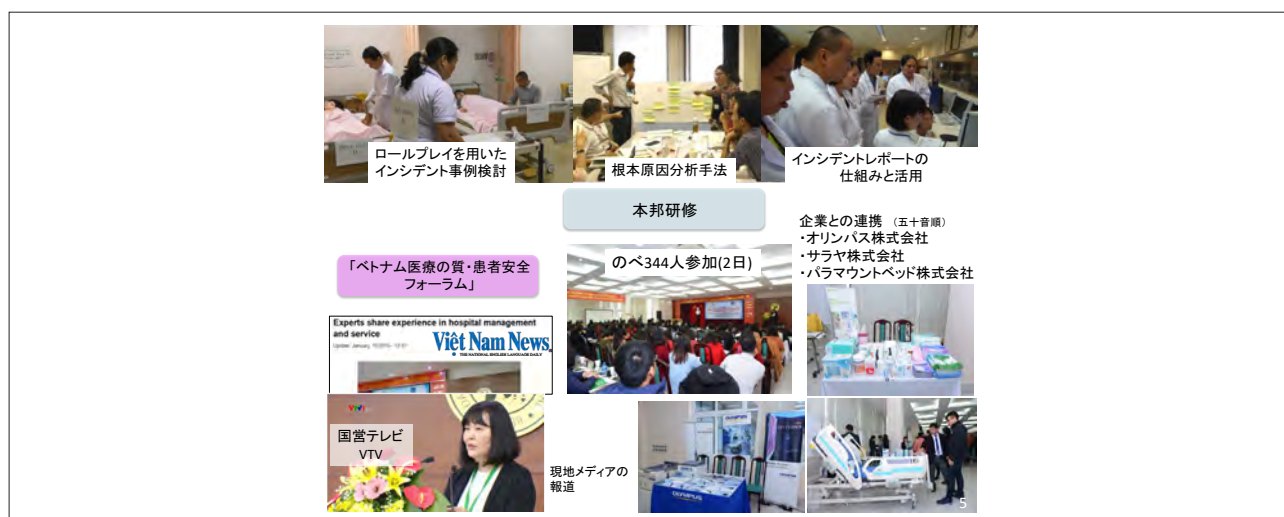 ロールプレイを用いた
インシデント事例検討
根本原因分析手法
インシデントレポートの
仕組みと活用
本邦研修
企業との連携 （五十音順）
・オリンパス株式会社
・サラヤ株式会社
・パラマウントベッド株式会社
「ベトナム医療の質・患者安全
フォーラム」
のべ344人参加(2日)
Experts share experience in hospital management
and service
Việt Nam News
THE NATIONAL ENGLISH LANGUAGE DAILY
国営テレビ
VTV
現地メディアの
報道
OLYMPUS
5